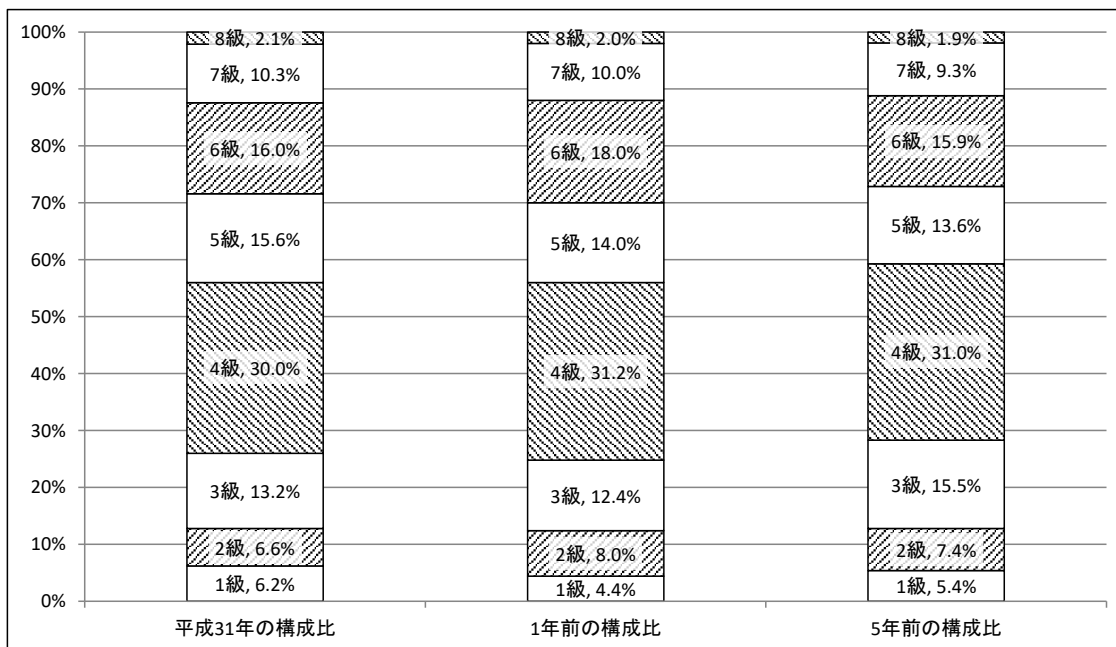 100%
90%
80%
70%
60%
50%
40%
30%
20%
10%
0%
8級, 2.1%
7級, 10.3%
6級, 16.0%
5級, 15.6%
4級, 30.0%
3級, 13.2%
2級, 6.6%
1級, 6.2%
8級, 2.0%
7級, 10.0%
6級, 18.0%
5級, 14.0%
4級, 31.2%
3級, 12.4%
2級, 8.0%
1級, 4.4%
8級, 1.9%
7級, 9.3%
6級, 15.9%
5級, 13.6%
4級, 31.0%
3級, 15.5%
2級, 7.4%
1級, 5.4%
平成31年の構成比
1年前の構成比
5年前の構成比